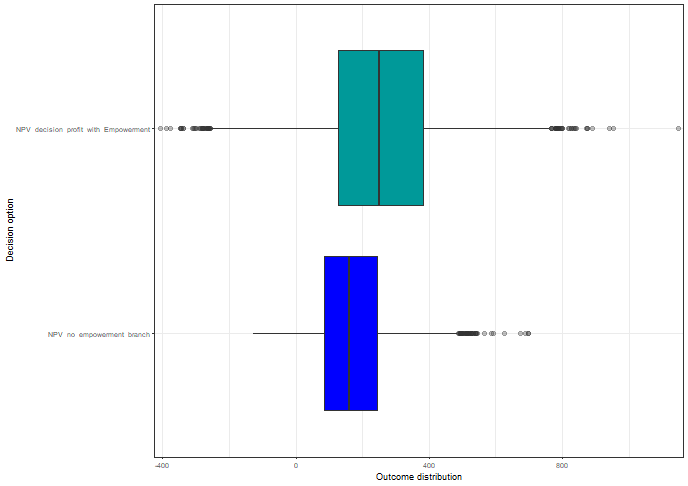 NPV decision profit with Empowerment
NPV no empowerment branch
Decision option
-400 0 400 800
Outcome distribution